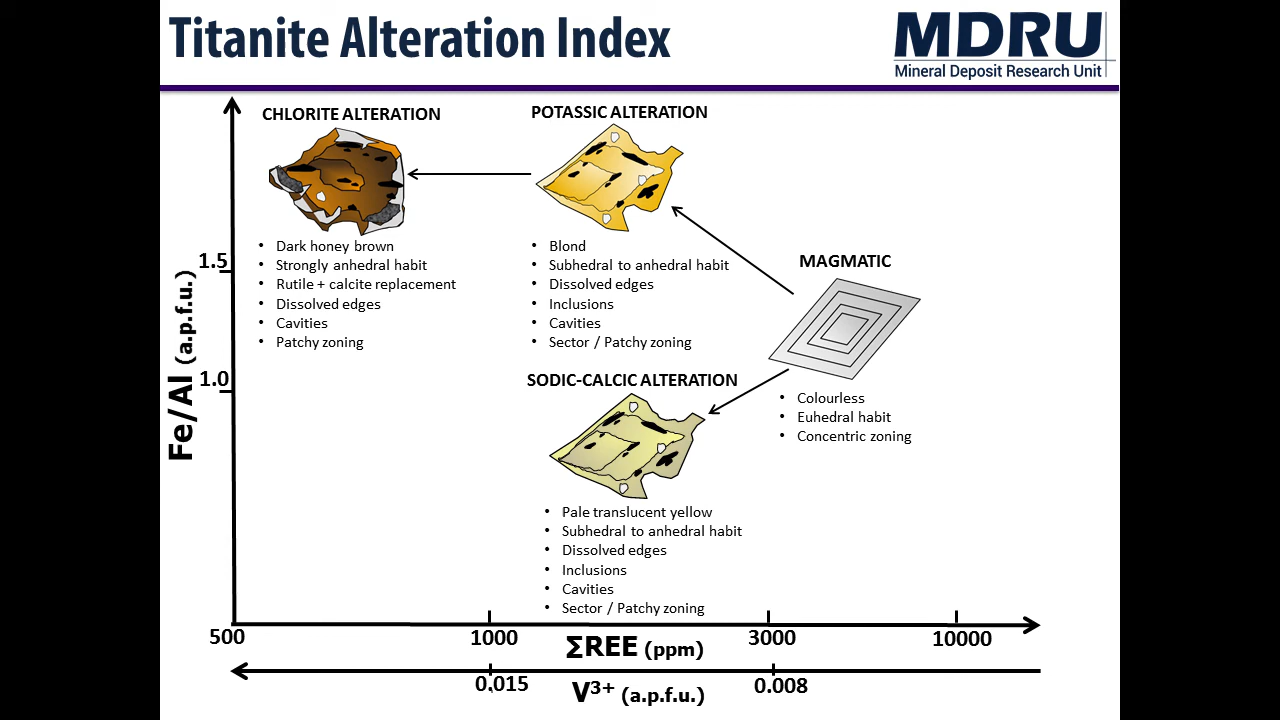 Titanite Alteration Index
MDRU
Mineral Deposit Research Unit
CHLORITE ALTERATION
• Dark honey brown
• Strongly anhedral habit
• Rutile + calcite replacement
• Dissolved edges
• Cavities
• Patchy zoning
POTASSIC ALTERATION
• Blond
• Subhedral to anhedral habit
• Dissolved edges
• Inclusions
• Cavities
• Sector / Patchy zoning
MAGMATIC
• Colourless
• Euhedral habit
• Concentric zoning
SODIC-CALCIC ALTERATION
• Pale translucent yellow
• Subhedral to anhedral habit
• Dissolved edges
• Inclusions
• Cavities
• Sector / Patchy zoning
Fe/Al (a.p.f.u.)
1.5
1.0
500
1000
3000
10000
ΣREE (ppm)
0.015
0.008
V³⁺ (a.p.f.u.)